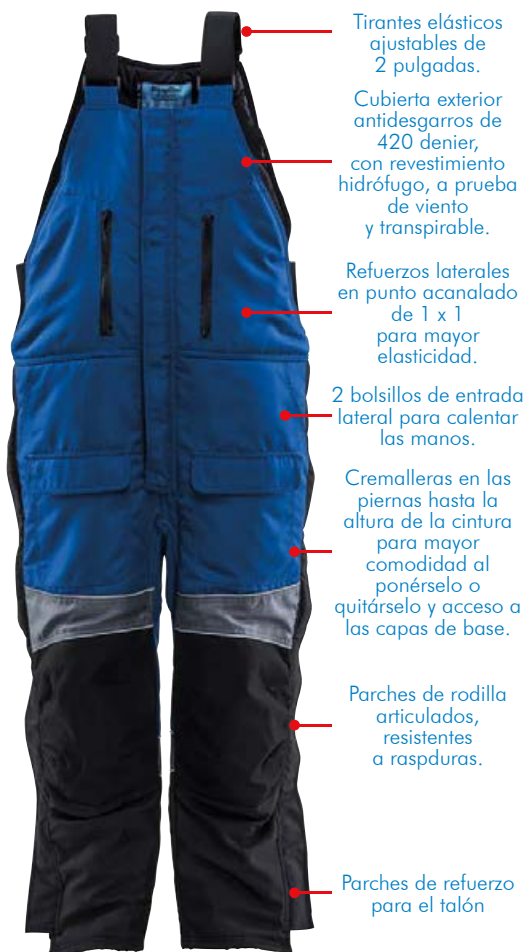 Tirantes elásticos
ajustables de
2 pulgadas.
Cubierta exterior
antidesgarros de
420 denier,
con revestimiento
hidrófugo, a prueba
de viento
y transpirable.
Refuerzos laterales
en punto acanalado
de 1 x 1
para mayor
elasticidad.
2 bolsillos de entrada
lateral para calentar
las manos.
Cremalleras en las
piernas hasta la
altura de la cintura
para mayor
comodidad al
ponérselo o
quitárselo y acceso a
las capas de base.
Parches de rodilla
articulados,
resistentes
a raspduras.
Parches de refuerzo
para el talón